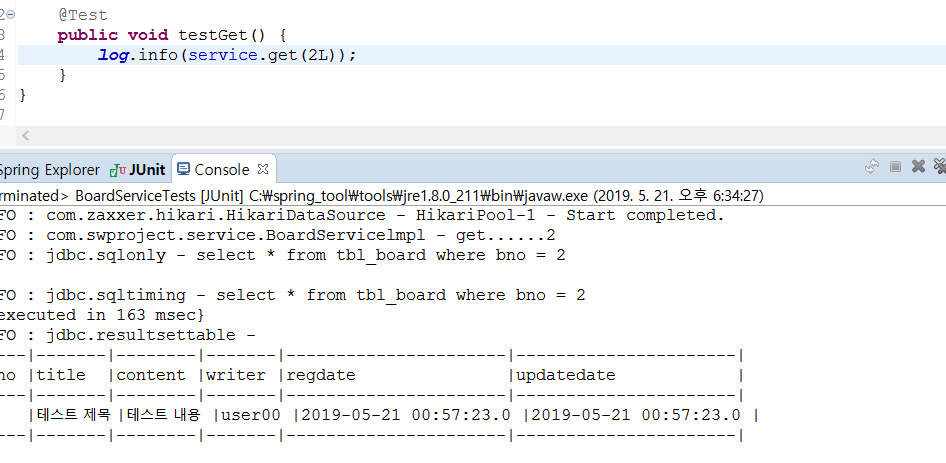 2
@Test
3
public void testGet() {
4
log.info(service.get(2L));
5
}
6
}
7
Spring Explorer JUnit Console
rminated> BoardServiceTests [JUnit] C:₩spring_tool₩tools₩jre1.8.0_211₩bin₩javaw.exe (2019. 5. 21. 오후 6:34:27)
FO : com.zaxxer.hikari.HikariDataSource - HikariPool-1 - Start completed.
FO : com.swproject.service.BoardServiceImpl - get......2
FO : jdbc.sqlonly - select * from tbl_board where bno = 2
FO : jdbc.sqltiming - select * from tbl_board where bno = 2
executed in 163 msec}
FO : jdbc.resultsettable -
---|-------|--------|-------|----------------------|----------------------|
no |title |content |writer |regdate |updatedate |
---|-------|--------|-------|----------------------|----------------------|
|테스트 제목 |테스트 내용 |user00 |2019-05-21 00:57:23.0 |2019-05-21 00:57:23.0 |
---|-------|--------|-------|----------------------|----------------------|